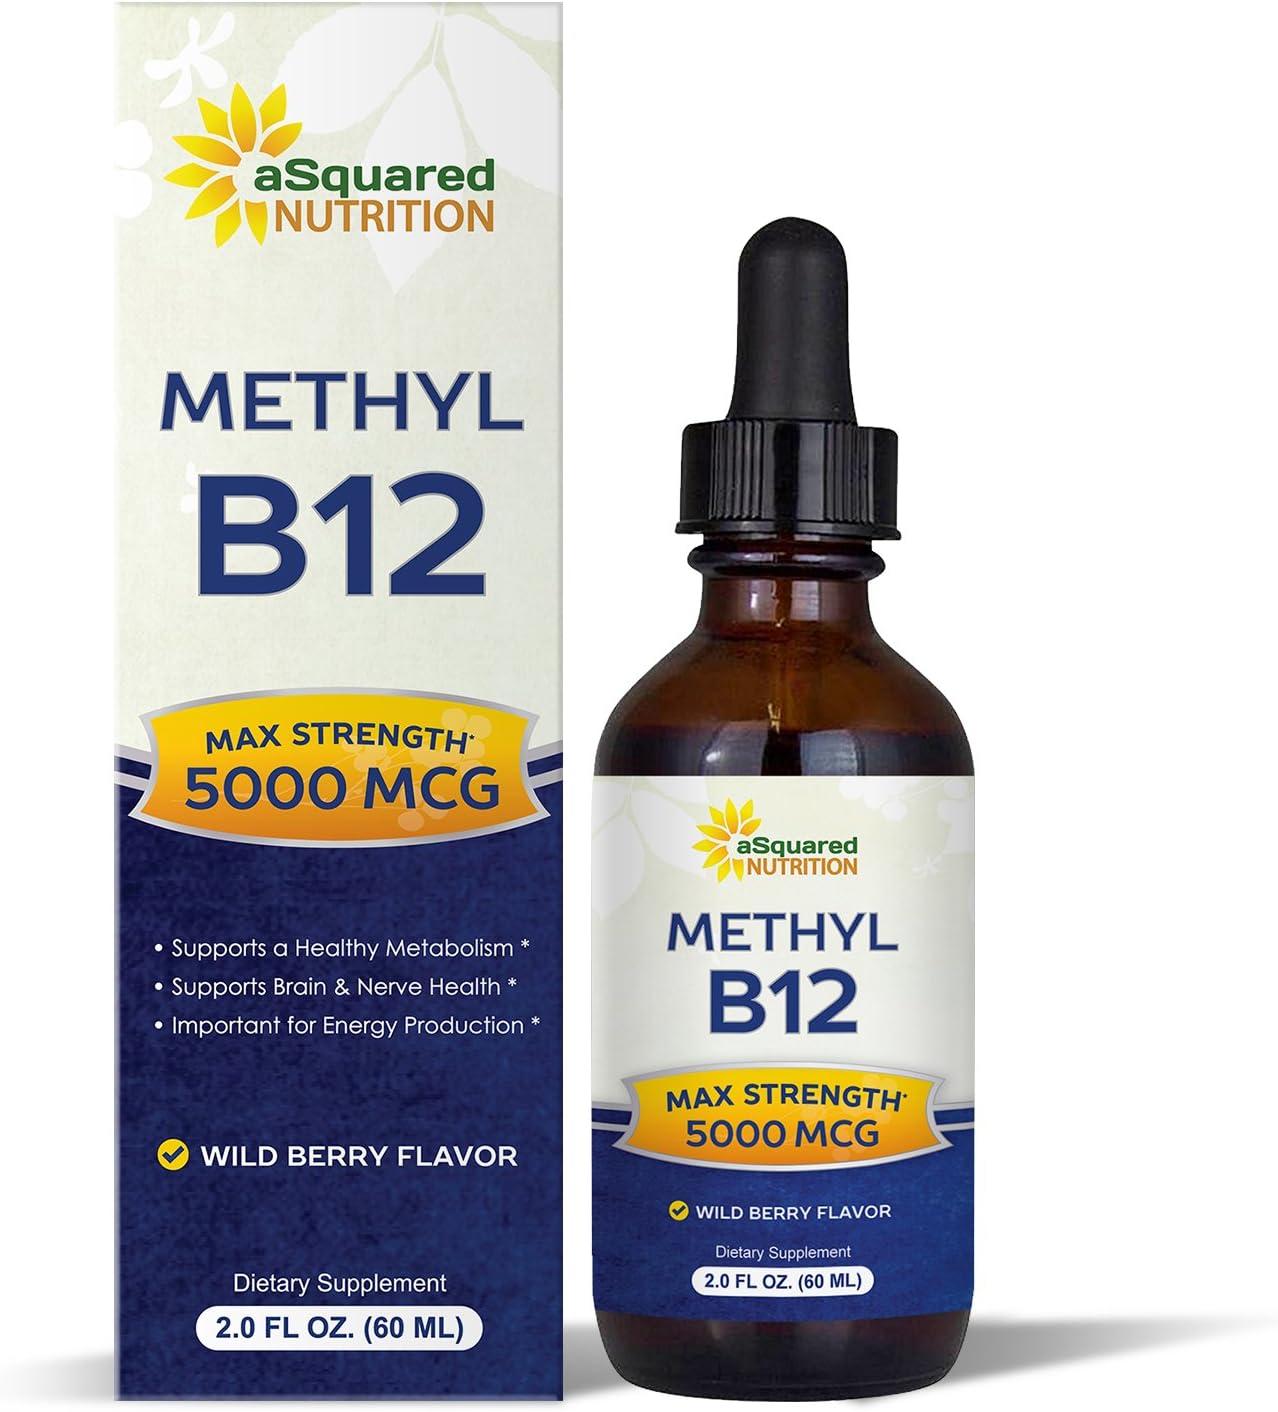 aSquared
NUTRITION
METHYL
B12
MAX STRENGTH*
5000 MCG
• Supports a Healthy Metabolism *
• Supports Brain & Nerve Health *
• Important for Energy Production *
WILD BERRY FLAVOR
Dietary Supplement
2.0 FL OZ. (60 ML)
aSquared
NUTRITION
METHYL
B12
MAX STRENGTH*
5000 MCG
WILD BERRY FLAVOR
Dietary Supplement
2.0 FL OZ. (60 ML)